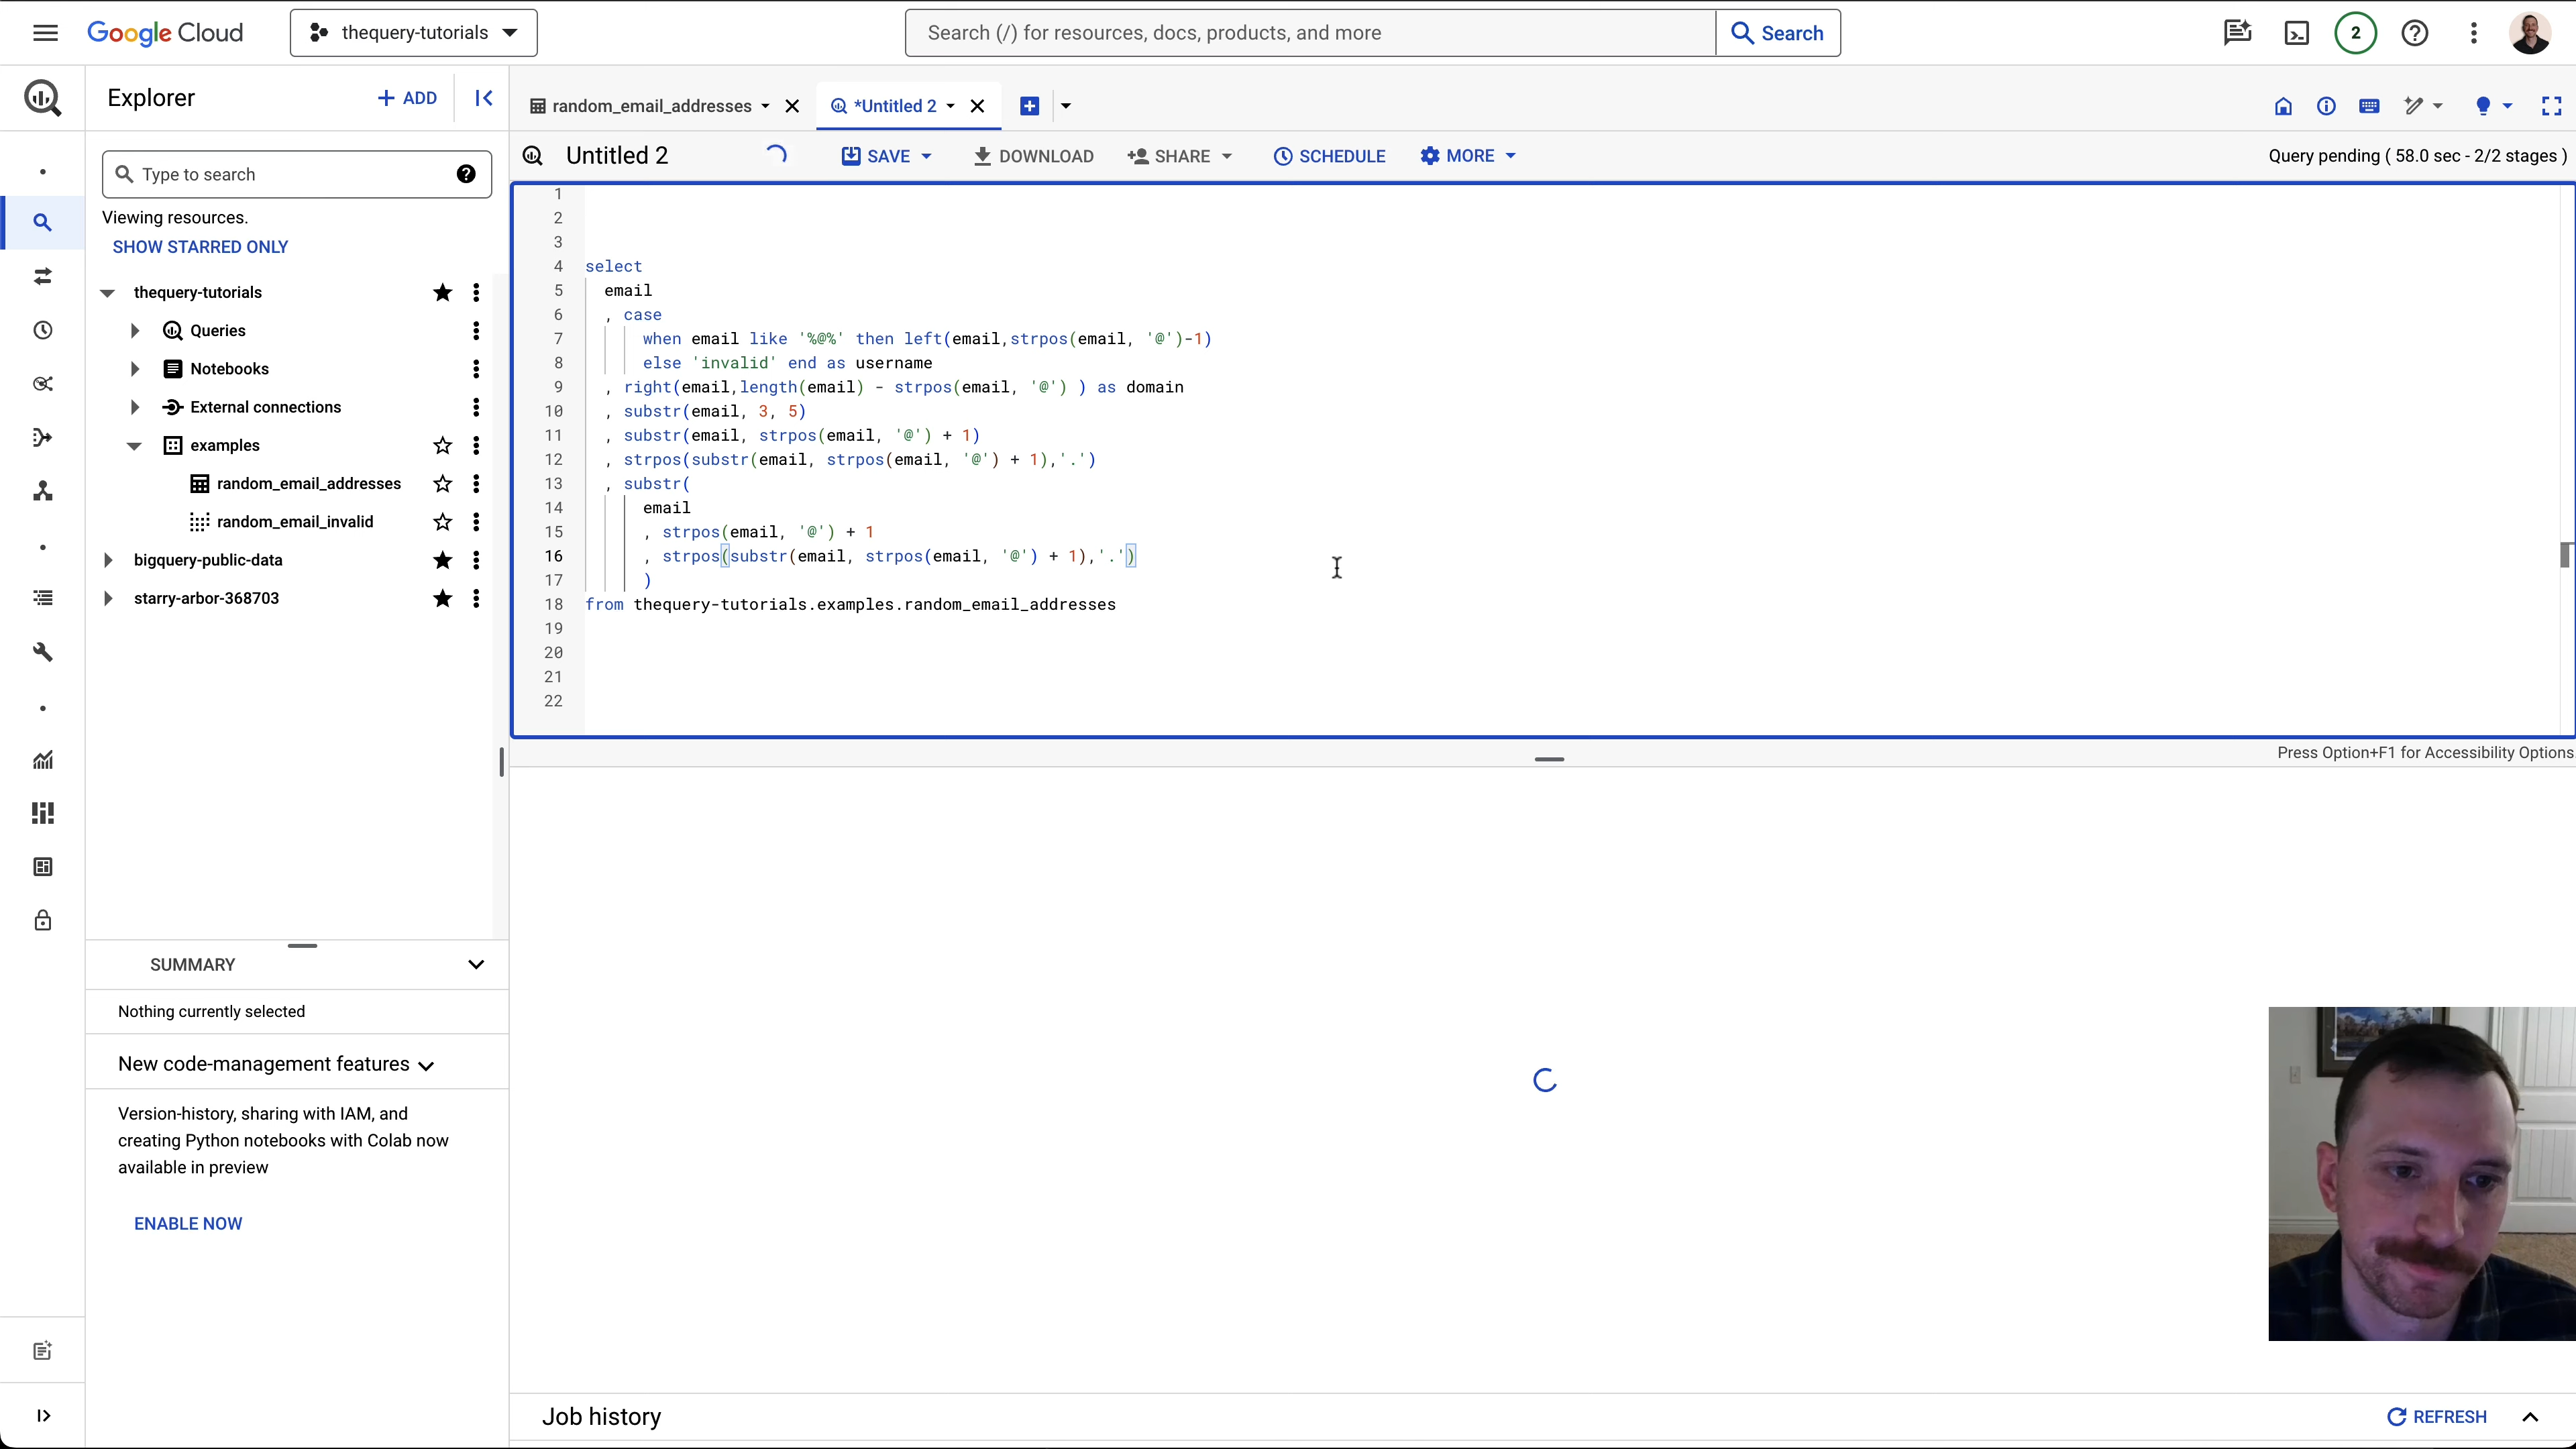 Google Cloud
thequery-tutorials
Search (/) for resources, docs, products, and more
Search
2
Explorer
+ ADD
random_email_addresses
*Untitled 2
Untitled 2
SAVE
DOWNLOAD
SHARE
SCHEDULE
MORE
Query pending ( 58.0 sec - 2/2 stages )
Type to search
Viewing resources.
SHOW STARRED ONLY
thequery-tutorials
Queries
Notebooks
External connections
examples
random_email_addresses
random_email_invalid
bigquery-public-data
starry-arbor-368703
1
2
3
4 select
5 email
6 , case
7 when email like '%@%' then left(email,strpos(email, '@')-1)
8 else 'invalid' end as username
9 , right(email,length(email) - strpos(email, '@') ) as domain
10 , substr(email, 3, 5)
11 , substr(email, strpos(email, '@') + 1)
12 , strpos(substr(email, strpos(email, '@') + 1),'.')
13 , substr(
14 email
15 , strpos(email, '@') + 1
16 , strpos(substr(email, strpos(email, '@') + 1),'.')
17 )
18 from thequery-tutorials.examples.random_email_addresses
19
20
21
22
Press Option+F1 for Accessibility Options
SUMMARY
Nothing currently selected
New code-management features
Version-history, sharing with IAM, and
creating Python notebooks with Colab now
available in preview
ENABLE NOW
Job history
REFRESH